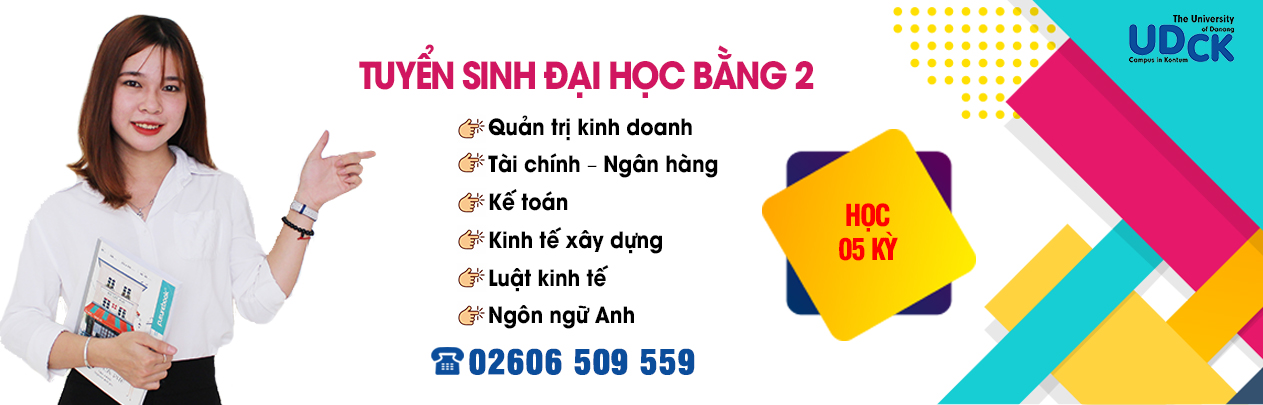 The University
of Danang
UDCK
Campus in Kontum
TUYỂN SINH ĐẠI HỌC BẰNG 2
Quản trị kinh doanh
Tài chính – Ngân hàng
Kế toán
Kinh tế xây dựng
Luật kinh tế
Ngôn ngữ Anh
02606 509 559
HỌC
05 KỲ